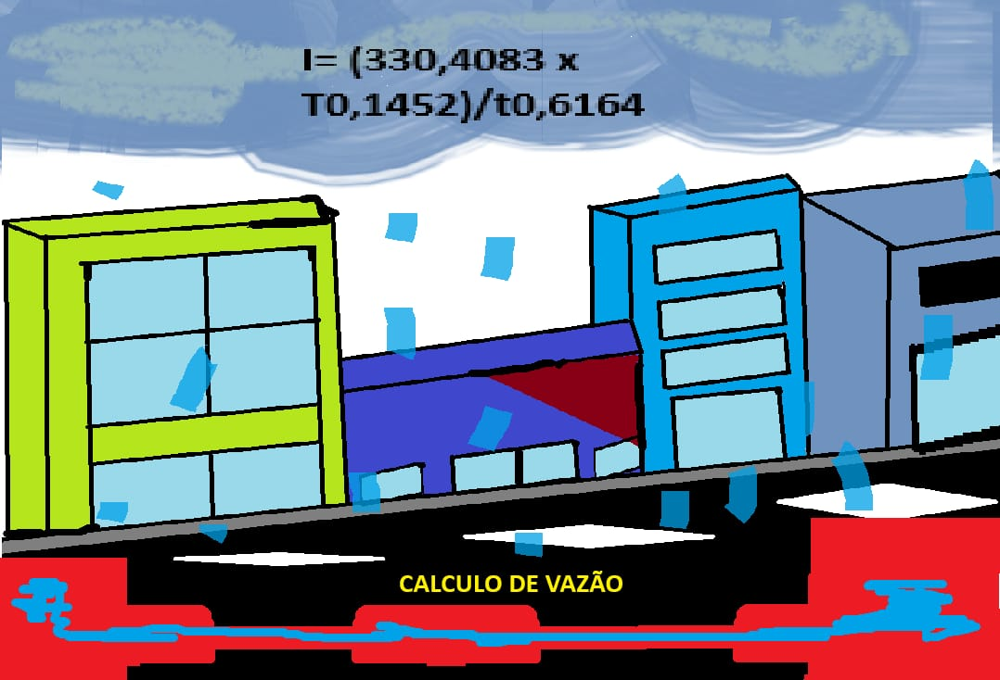 I= (330,4083 x
T0,1452)/t0,6164
CALCULO DE VAZÃO